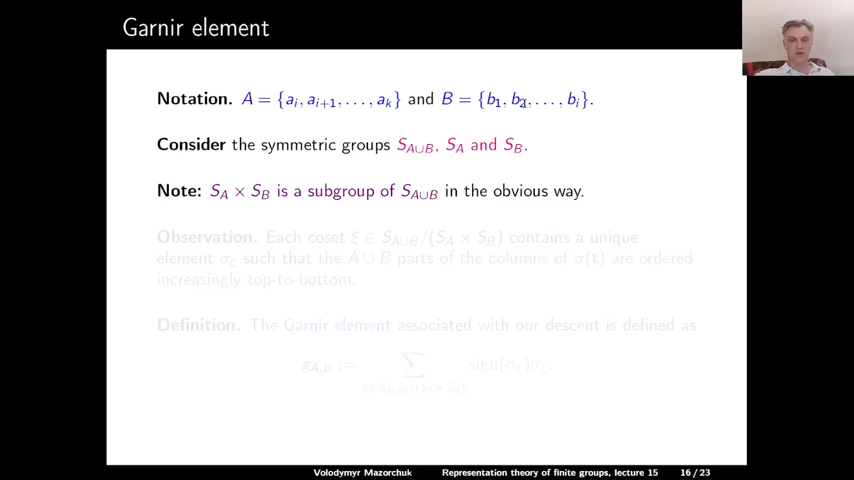 Garnir element
Notation. A = {a_i, a_{i+1}, . . . , a_k} and B = {b_1, b_2, . . . , b_i}.
Consider the symmetric groups S_{A∪B}, S_A and S_B.
Note: S_A × S_B is a subgroup of S_{A∪B} in the obvious way.
Observation. Each coset ξ ∈ S_{A∪B}/(S_A × S_B) contains a unique
element σ_ξ such that the A ∪ B parts of the columns of σ(t) are ordered
increasingly top-to-bottom.
Definition. The Garnir element associated with our descent is defined as
g_{A,B} := ∑ sign(σ_ξ)σ_ξ.
ξ∈S_{A∪B}/(S_A×S_B)
Volodymyr Mazorchuk Representation theory of finite groups, lecture 15 16 / 23